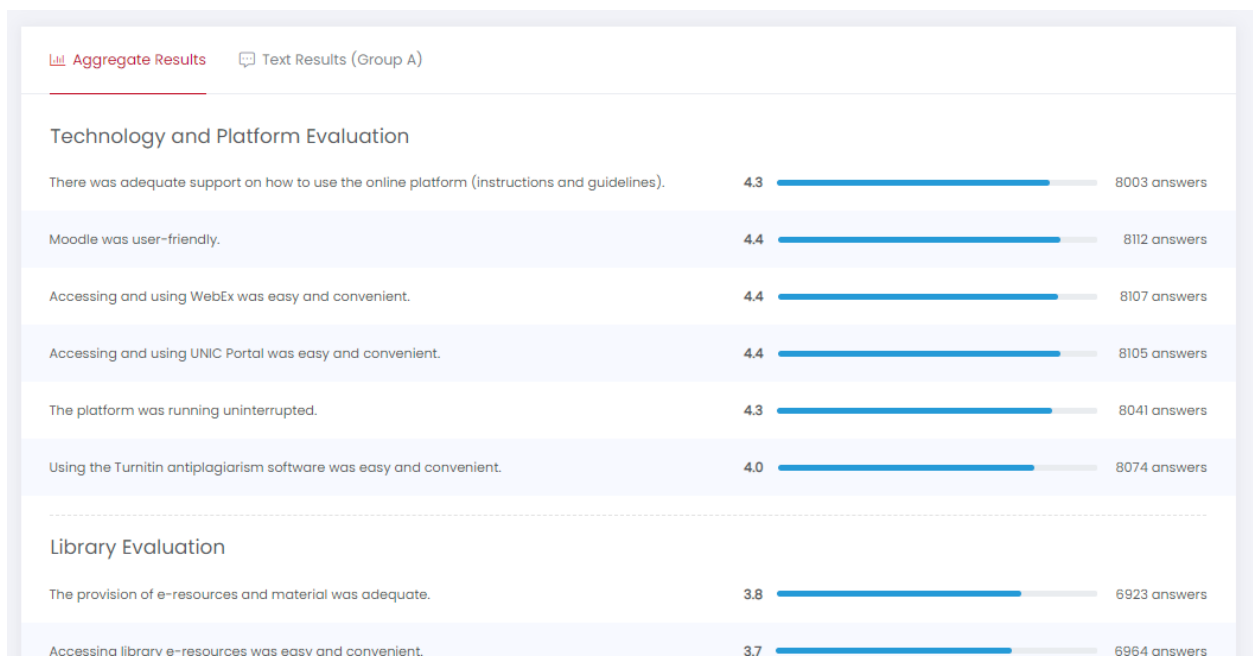 Aggregate Results Text Results (Group A)
Technology and Platform Evaluation
There was adequate support on how to use the online platform (instructions and guidelines). 4.3 8003 answers
Moodle was user-friendly. 4.4 8112 answers
Accessing and using WebEx was easy and convenient. 4.4 8107 answers
Accessing and using UNIC Portal was easy and convenient. 4.4 8105 answers
The platform was running uninterrupted. 4.3 8041 answers
Using the Turnitin antiplagiarism software was easy and convenient. 4.0 8074 answers
Library Evaluation
The provision of e-resources and material was adequate. 3.8 6923 answers
Accessing library e-resources was easy and convenient. 3.7 6964 answers